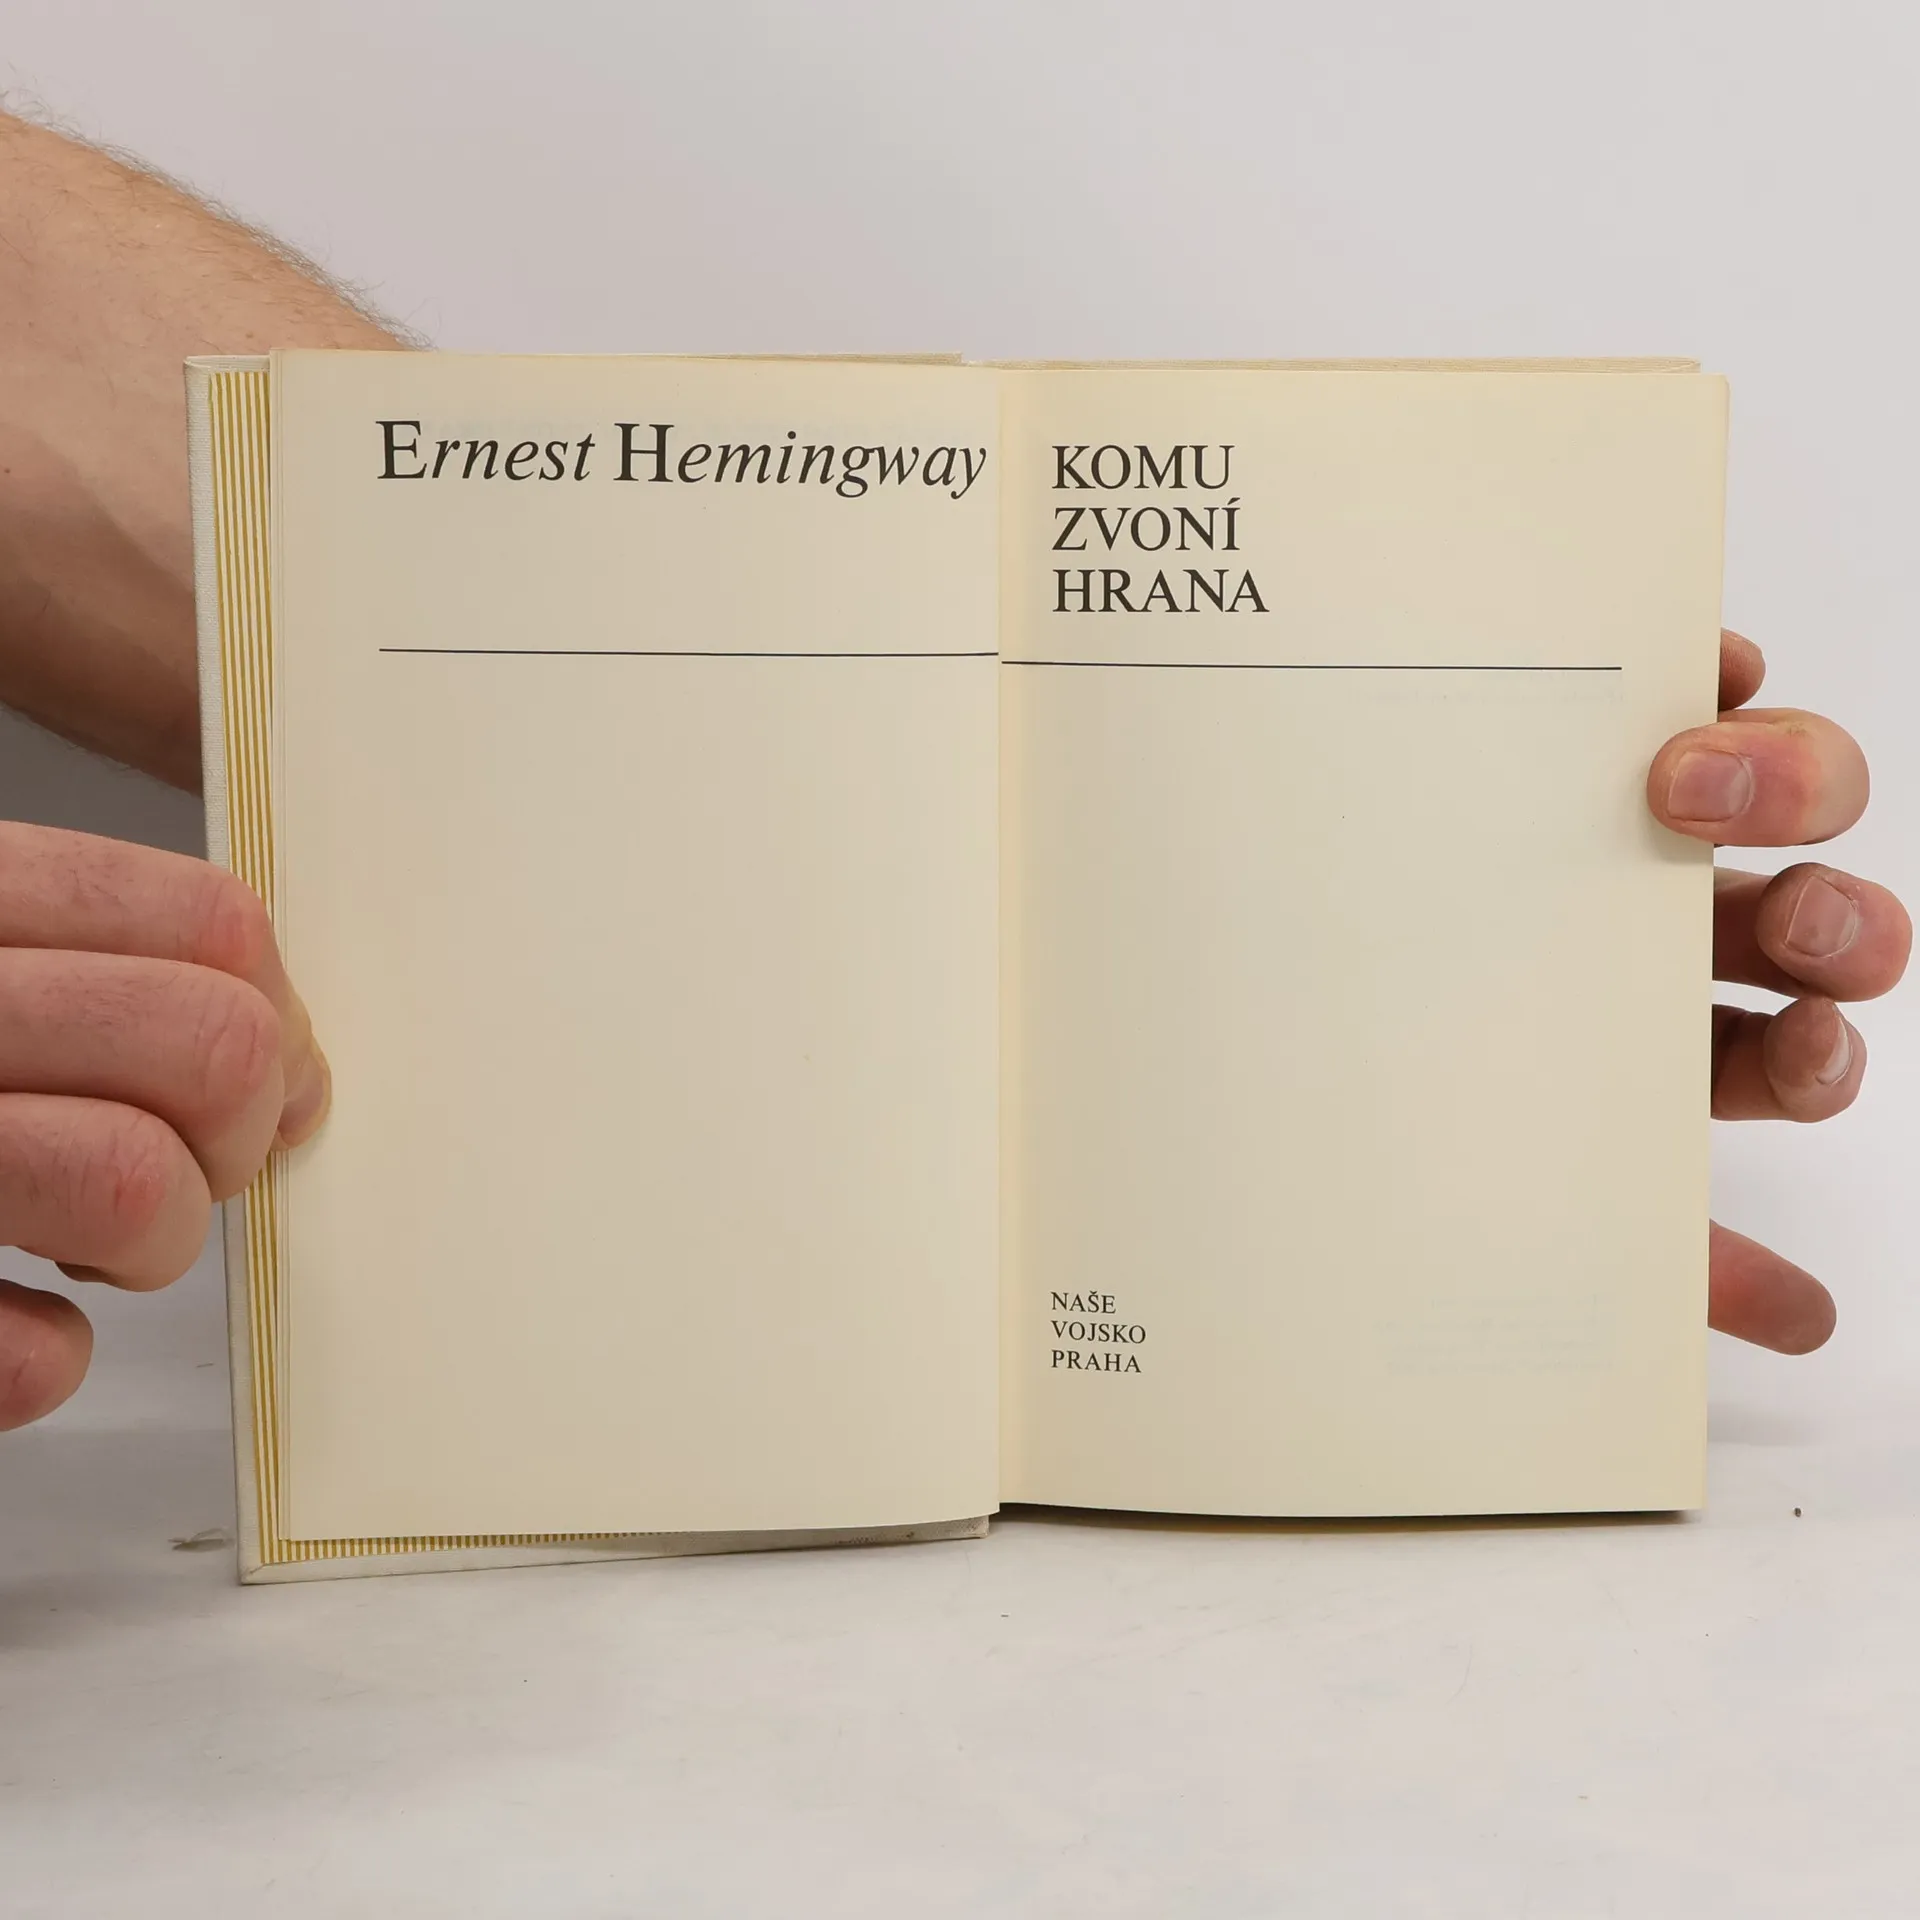 Ernest Hemingway
KOMU
ZVONÍ
HRANA
NAŠE
VOJSKO
PRAHA